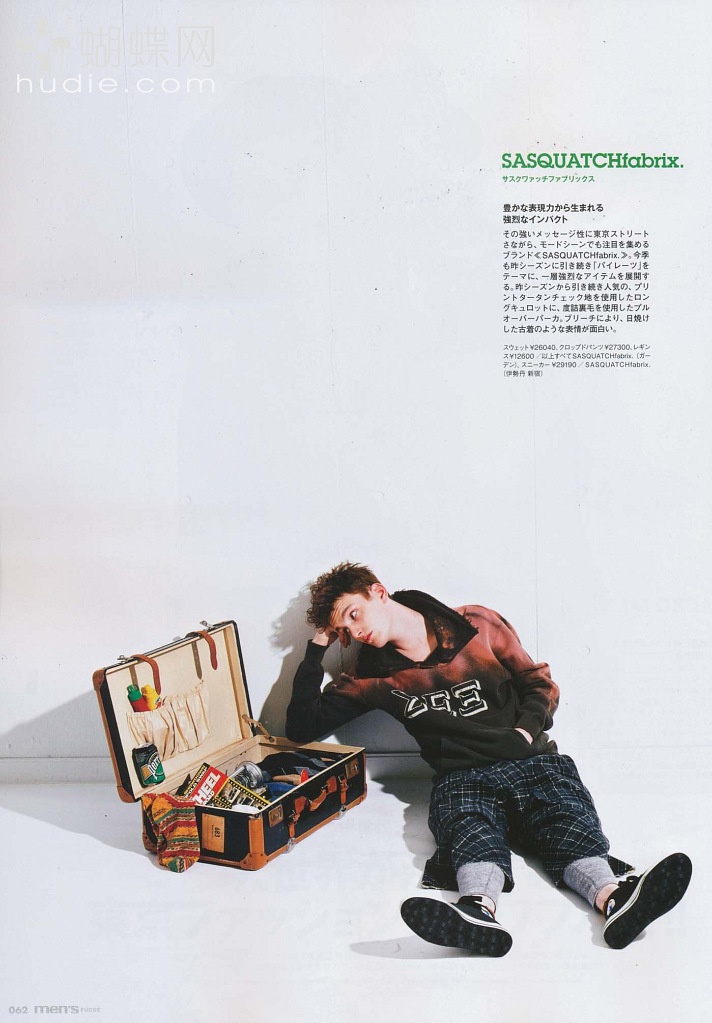 蝴蝶网
hudie.com
SASQUATCHfabrix.
サスクワァッチファブリックス
豊かな表現力から生まれる
強烈なインパクト
その強いメッセージ性に東京ストリート
さながら、モードシーンでも注目を集める
ブランド≪SASQUATCHfabrix.≫。今季
も昨シーズンに引き続き「パイレーツ」を
テーマに、一層強烈なアイテムを展開す
る。昨シーズンから引き続き人気の、プリ
ントタータンチェック地を使用したロン
グキュロットに、度詰裏毛を使用したプル
オーバーパーカ。ブリーチにより、日焼け
した古着のような表情が面白い。
スウェット¥26040、クロップドパンツ¥27300、レギン
ス¥12600／以上すべてSASQUATCHfabrix.（ガー
デン）、スニーカー¥29190／SASQUATCHfabrix.
（伊勢丹 新宿）
062 men's